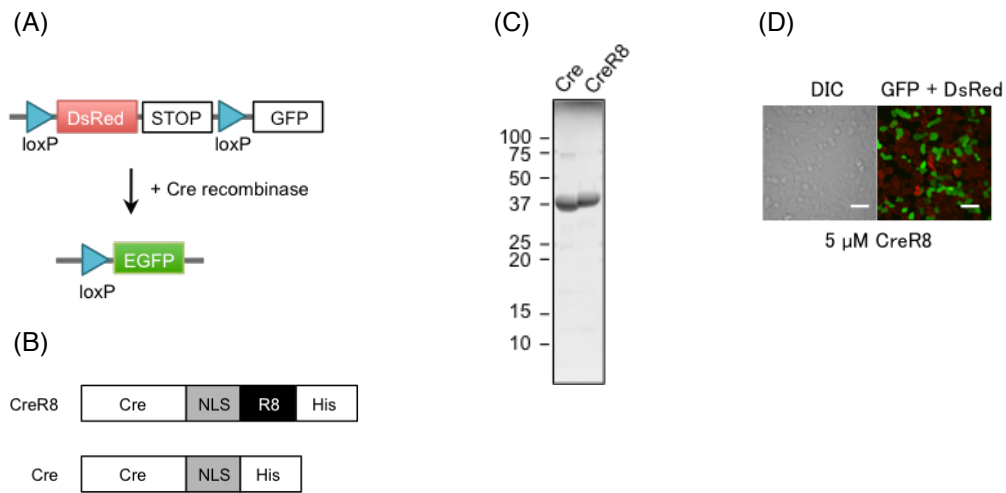 (A)
DsRed STOP GFP
loxP loxP
+ Cre recombinase
EGFP
loxP
(B)
CreR8 Cre NLS R8 His
Cre Cre NLS His
(C)
Cre CreR8
100
75
50
37
25
20
15
10
(D)
DIC GFP + DsRed
5 µM CreR8